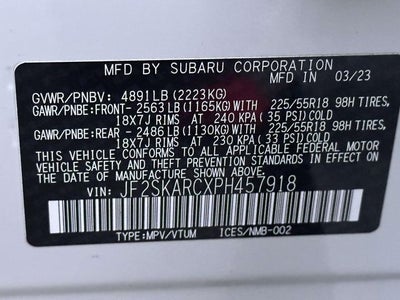 MFD BY SUBARU CORPORATION
GVWR/PNBV: 4891LB (2223KG) MFD IN 03/23
GAWR/PNBE:FRONT- 2563LB (1165KG)WITH 225/55R18 98H TIRES,
18X7J RIMS AT 240 KPA(35 PSI)COLD
GAWR/PNBE:REAR -2486LB (1130KG)WITH 225/55R18 98H TIRES,
18X7J RIMS AT 230 KPA(33 PSI)COLD
THIS VEHICLE CONFORMS TO ALL APPLICABLE FEDERAL MOTOR
VEHICLE SAFETY AND THEFT PREVENTION STANDARDS
IN EFFECT ON THE DATE OF MANUFACTURE SHOWN ABOVE.
VIN: JF2SKARCXPH457918
TYPE:MPV/VTUM ICES/NMB-002